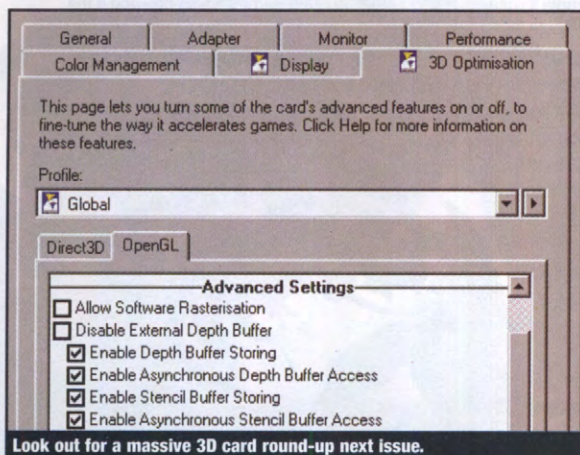 General Adapter Monitor Performance
Color Management Display 3D Optimisation
This page lets you turn some of the card's advanced features on or off, to
fine-tune the way it accelerates games. Click Help for more information on
these features.
Profile:
Global
Direct3D OpenGL
Advanced Settings
Allow Software Rasterisation
Disable External Depth Buffer
Enable Depth Buffer Storing
Enable Asynchronous Depth Buffer Access
Enable Stencil Buffer Storing
Enable Asynchronous Stencil Buffer Access
Look out for a massive 3D card round-up next issue.